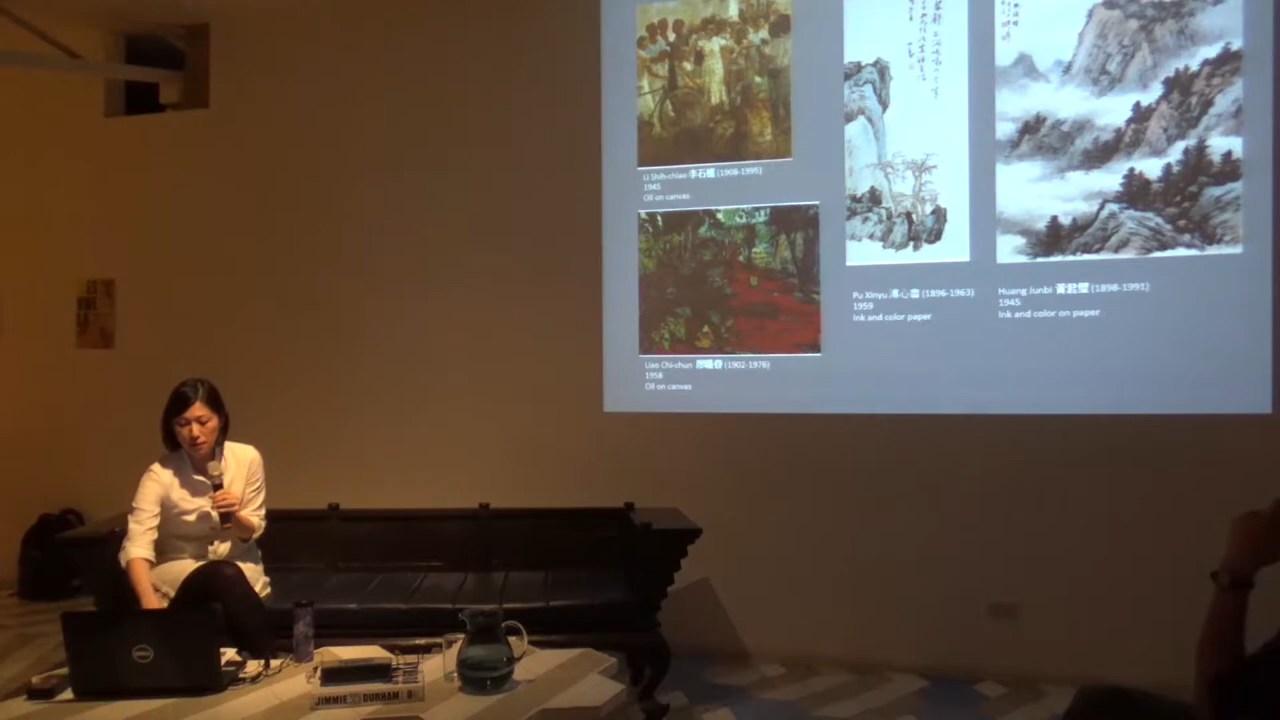 Li Shih-chiao 李石樵 (1908-1995)
1945
Oil on canvas
Liao Chi-chun 廖繼春 (1902-1976)
1958
Oil on canvas
Pu Xinyu 溥心畬 (1896-1963)
1959
Ink and color paper
Huang Junbi 黃君璧 (1898-1991)
1945
Ink and color on paper
DELL
JIMMIE DURHAM